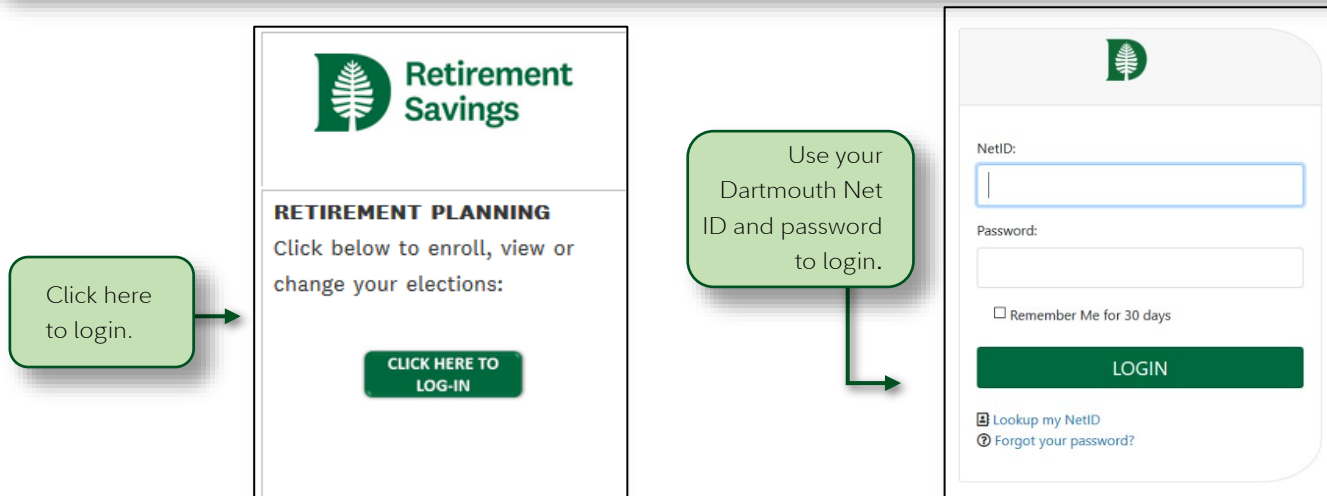 Click here
to login.
Retirement
Savings
RETIREMENT PLANNING
Click below to enroll, view or
change your elections:
CLICK HERE TO
LOG-IN
Use your
Dartmouth Net
ID and password
to login.
D
NetID:
Password:
Remember Me for 30 days
LOGIN
Lookup my NetID
Forgot your password?